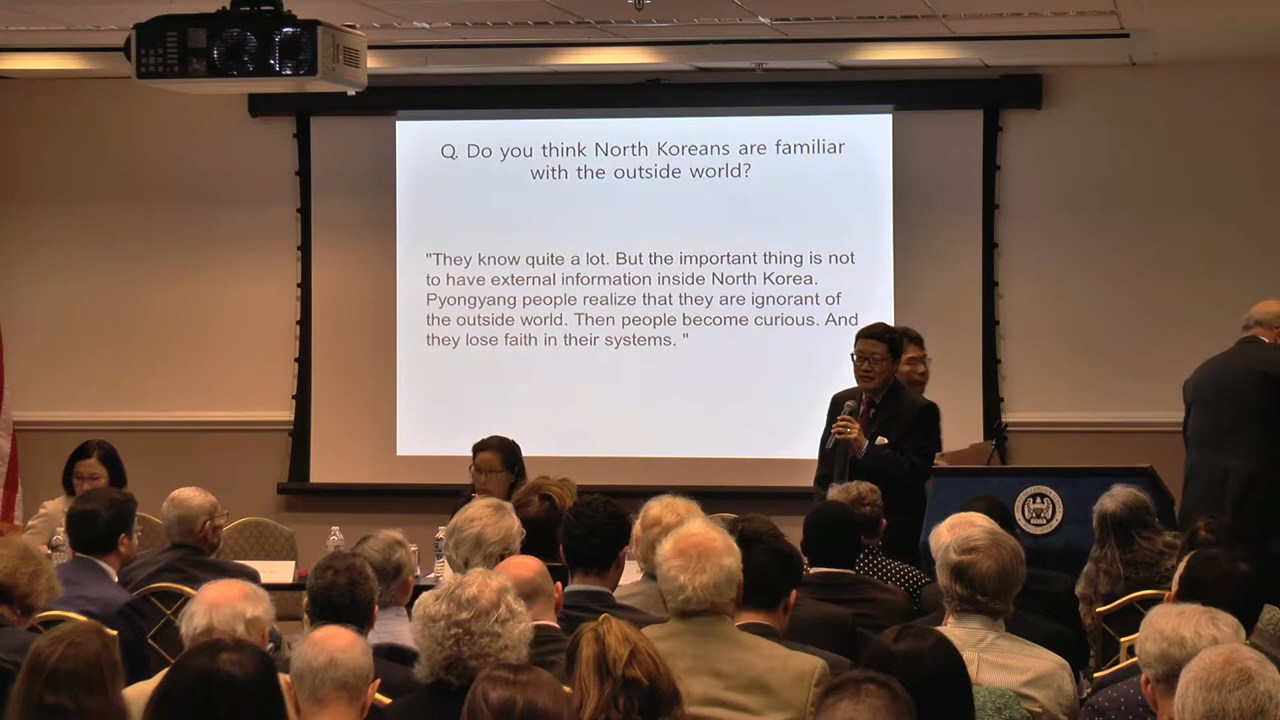 Q. Do you think North Koreans are familiar
with the outside world?
"They know quite a lot. But the important thing is not
to have external information inside North Korea.
Pyongyang people realize that they are ignorant of
the outside world. Then people become curious. And
they lose faith in their systems. "